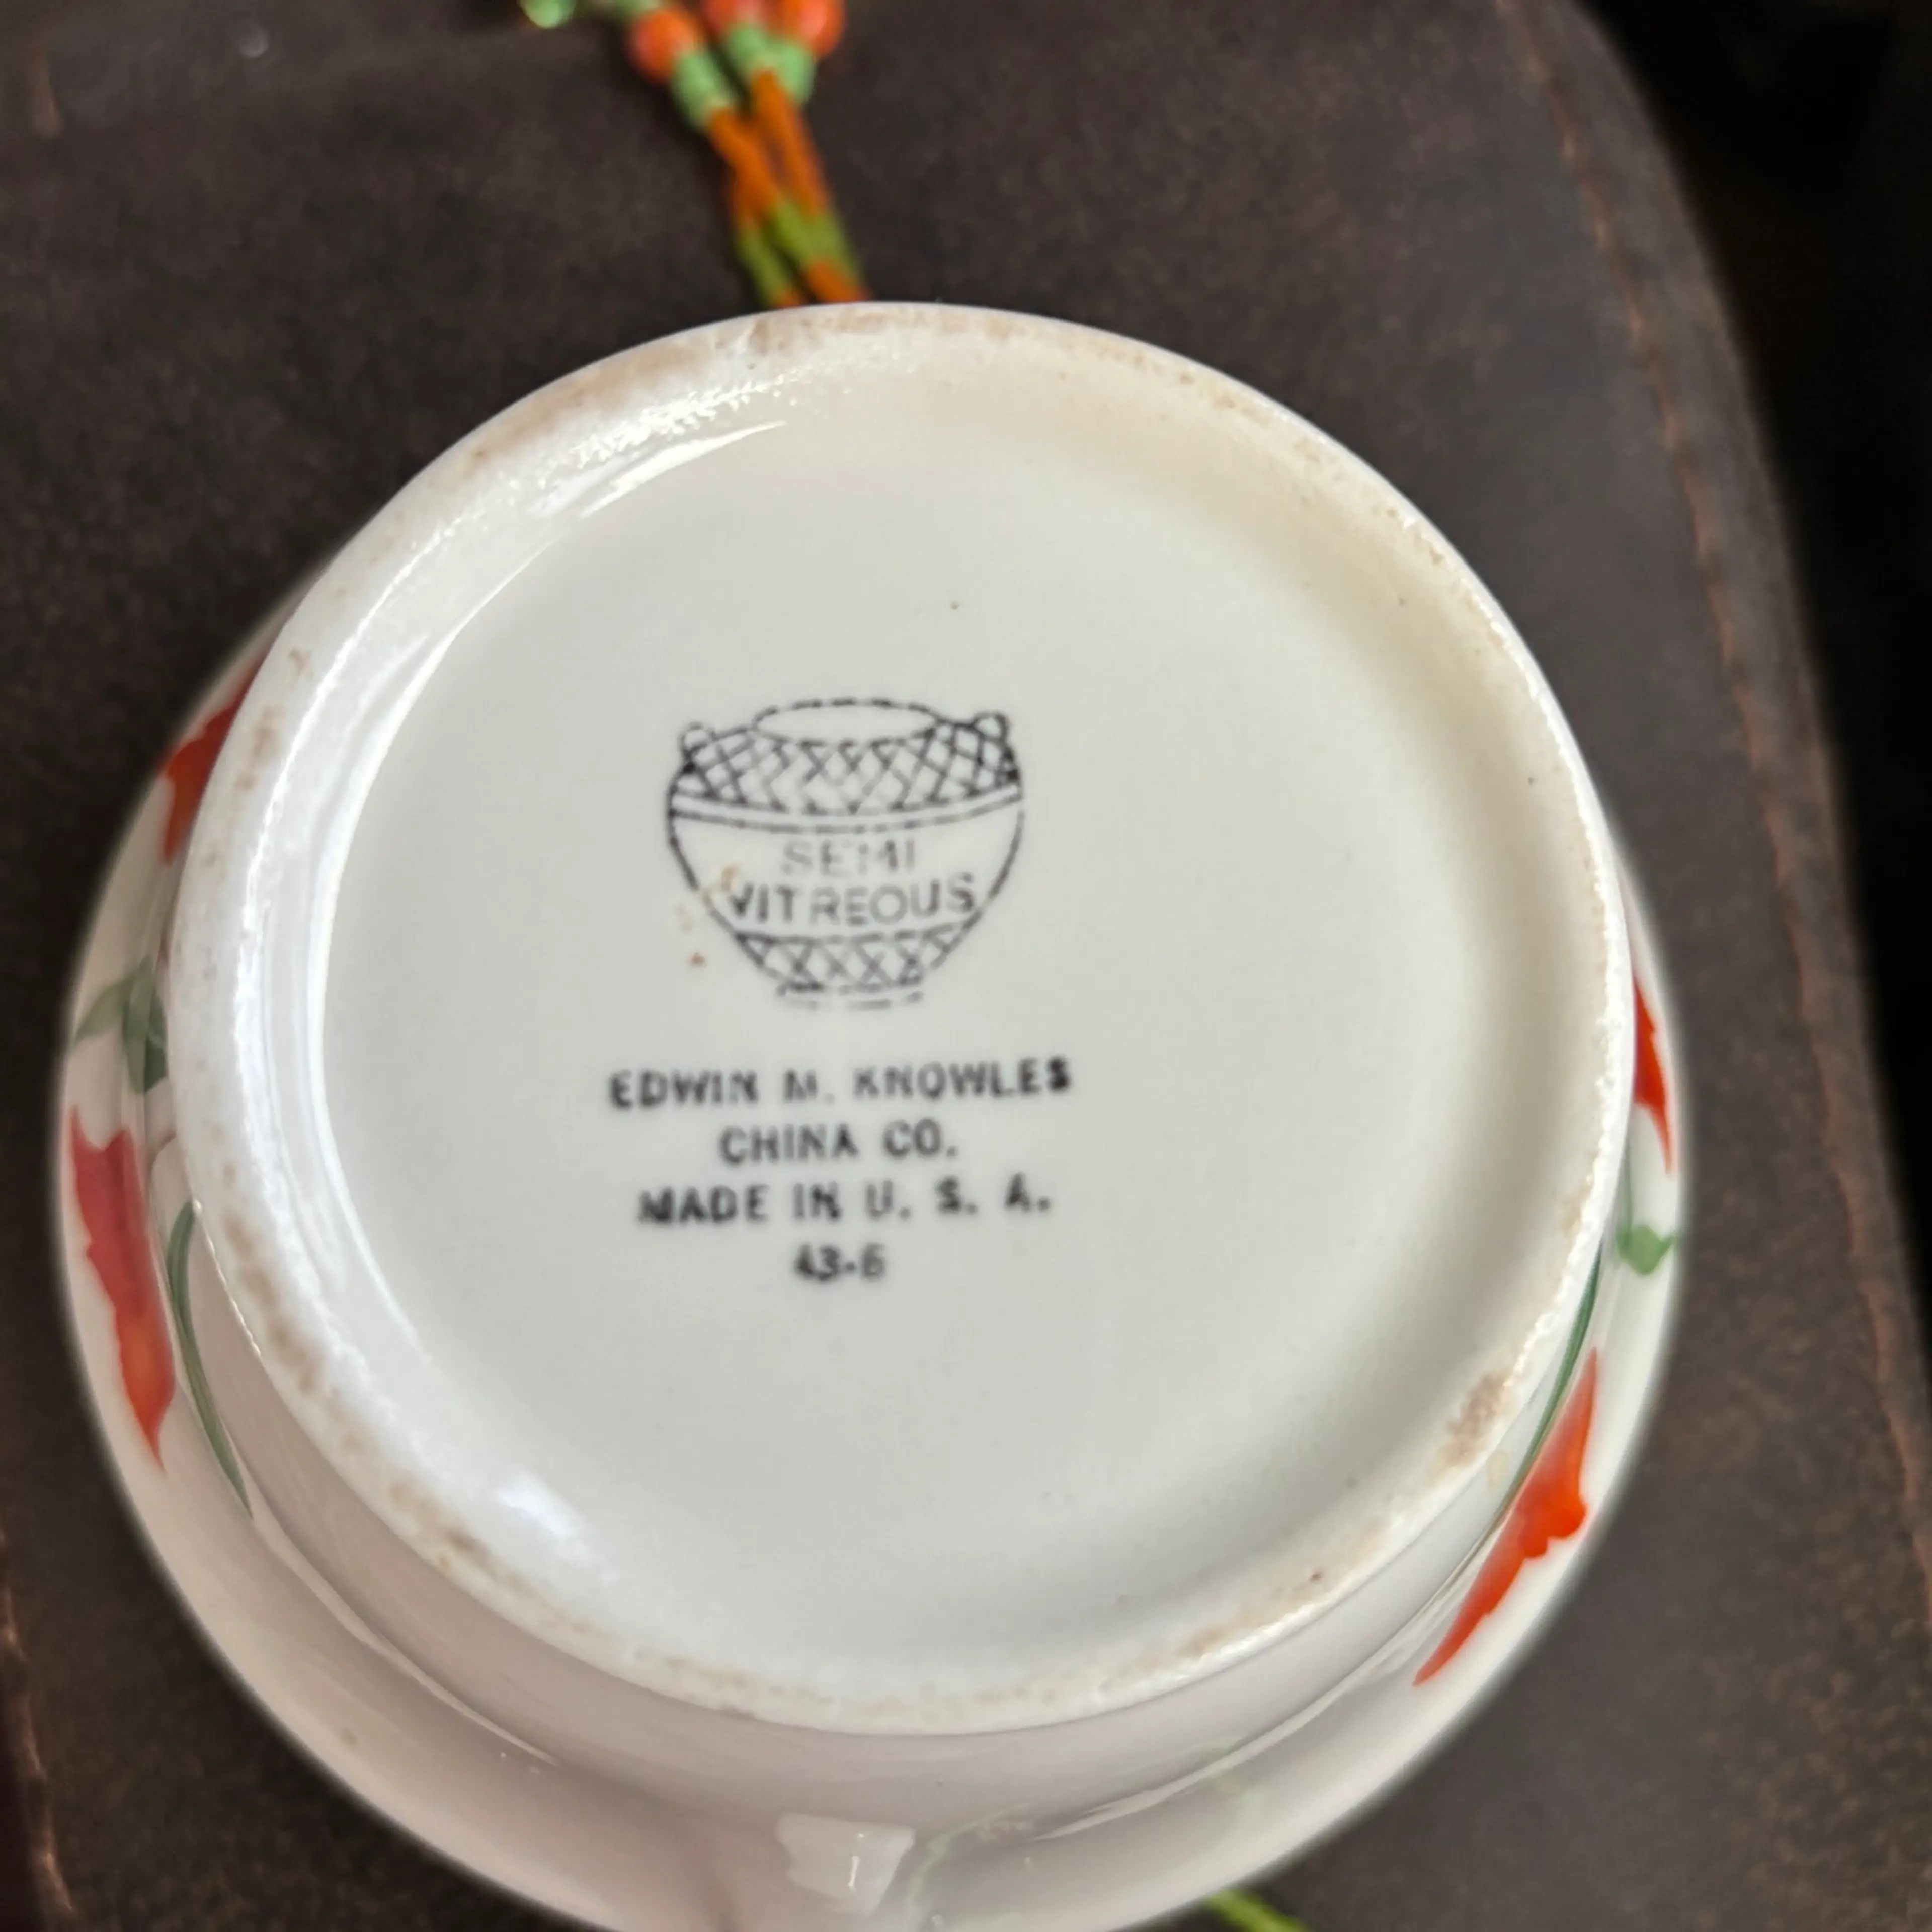 SEMI
VITREOUS
EDWIN M. KNOWLES
CHINA CO.
MADE IN U. S. A.
43-6